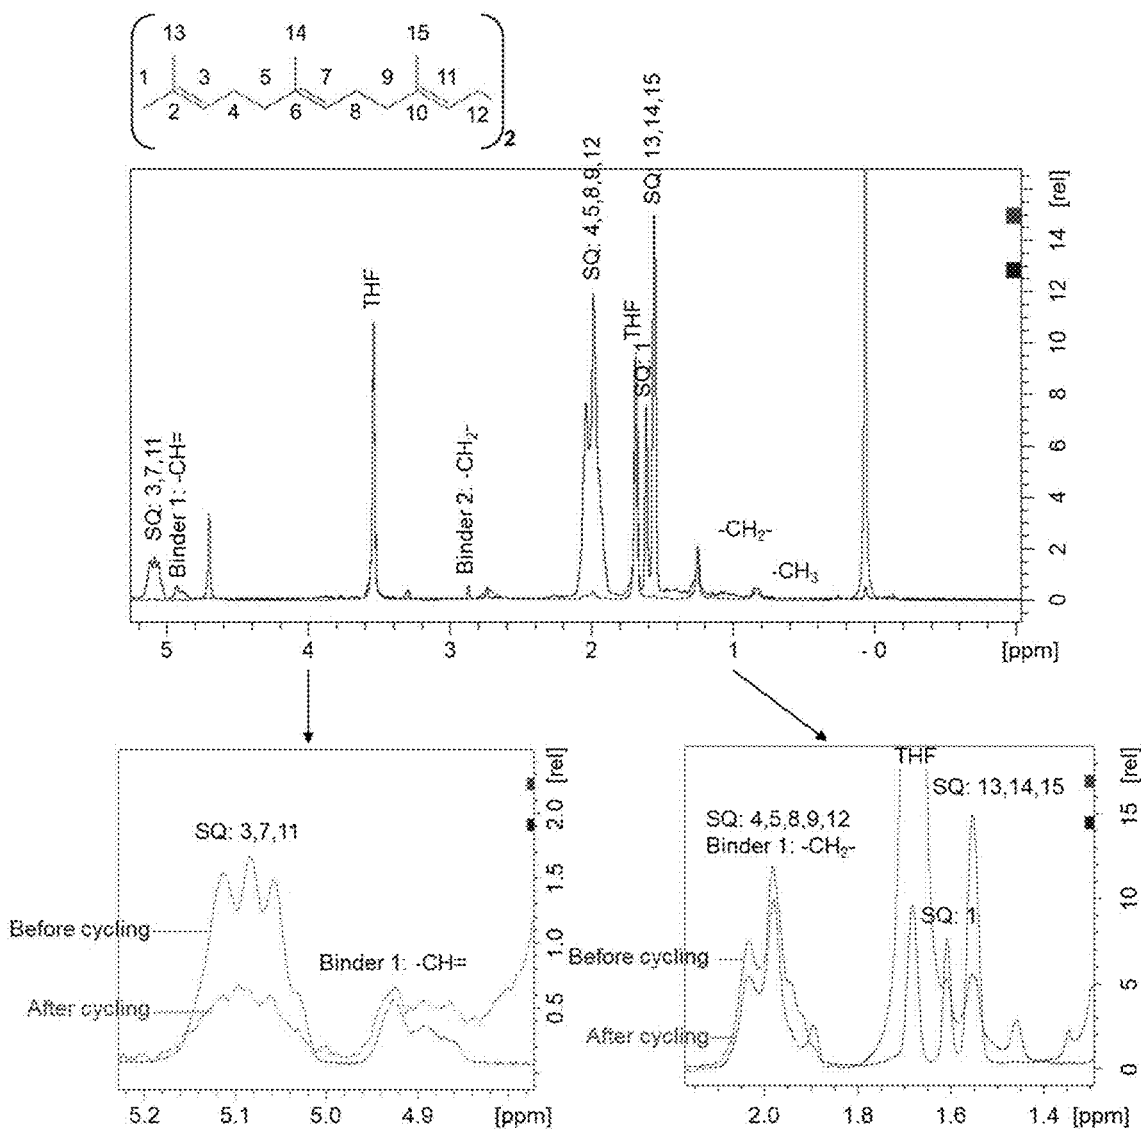 13 14 15
1 3 5 7 9 11
2 4 6 8 10 12
2
SQ: 3,7,11
Binder 1: -CH=
THF
Binder 2: -CH₂-
SQ: 4,5,8,9,12
THF
SQ: 1
SQ: 13,14,15
-CH₂-
-CH₃
[rel]
14
12
10
8
6
4
2
0
5 4 3 2 1 - 0 [ppm]
SQ: 3,7,11
Before cycling
Binder 1: -CH=
After cycling
[rel]
2.0
1.5
1.0
0.5
5.2 5.1 5.0 4.9 [ppm]
THF
SQ: 13,14,15
SQ: 4,5,8,9,12
Binder 1: -CH₂-
SQ: 1
Before cycling
After cycling
[rel]
15
10
5
0
2.0 1.8 1.6 1.4 [ppm]